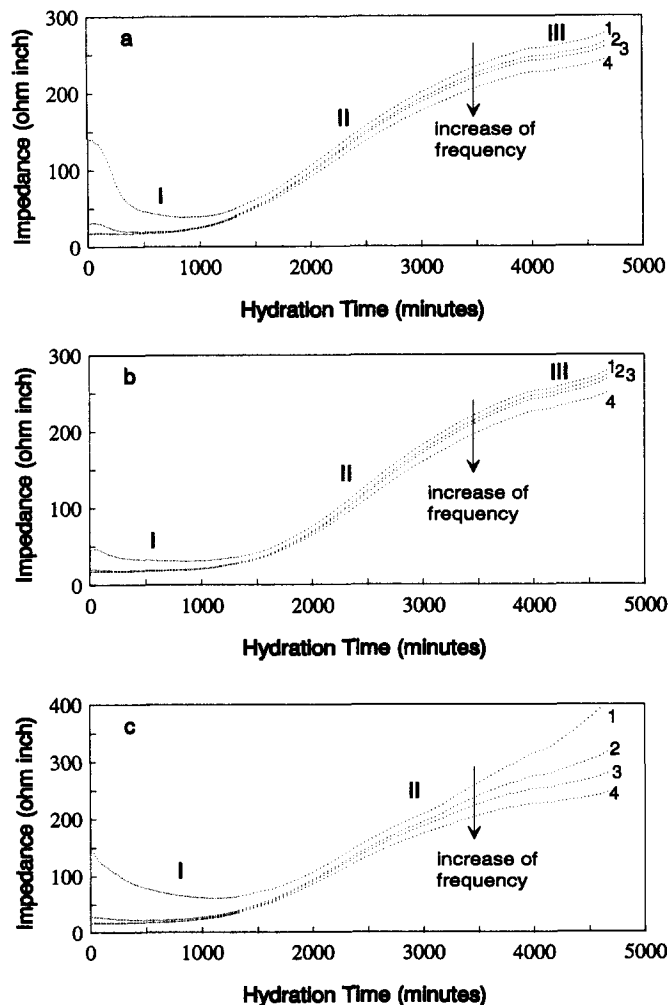 a
Impedance (ohm inch)
300
200
100
0
I
II
III
1
2
3
4
increase of
frequency
0 1000 2000 3000 4000 5000
Hydration Time (minutes)
b
Impedance (ohm inch)
300
200
100
0
I
II
III
1
2
3
4
increase of
frequency
0 1000 2000 3000 4000 5000
Hydration Time (minutes)
c
Impedance (ohm inch)
400
300
200
100
0
I
II
1
2
3
4
increase of
frequency
0 1000 2000 3000 4000 5000
Hydration Time (minutes)